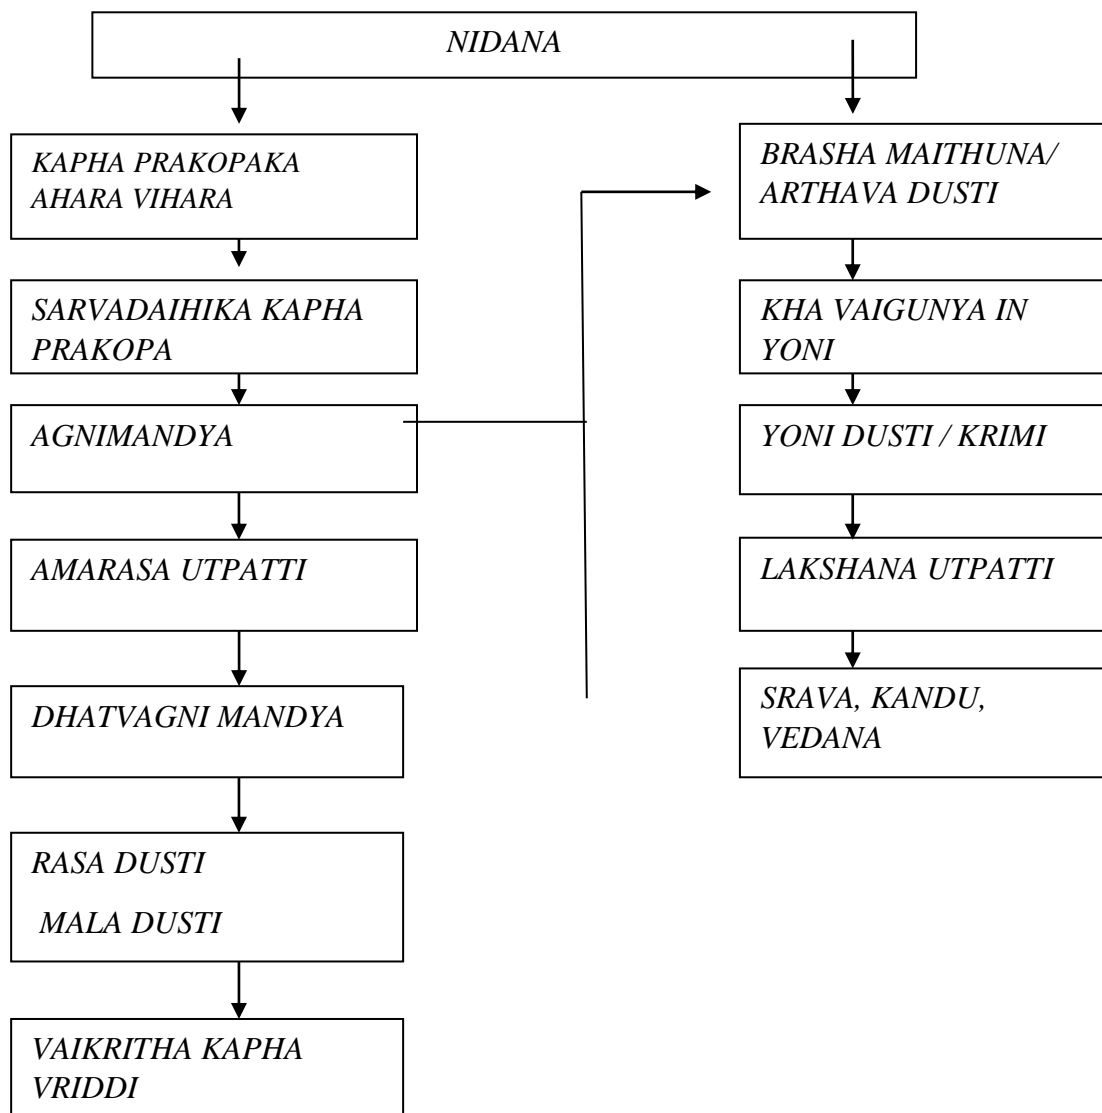 NIDANA
KAPHA PRAKOPAKA
AHARA VIHARA
SARVADAIHIKA KAPHA
PRAKOPA
AGNIMANDYA
AMARASA UTPATTI
DHATVAGNI MANDYA
RASA DUSTI
MALA DUSTI
VAIKRITHA KAPHA
VRIDDI
BRASHA MAITHUNA/
ARTHAVA DUSTI
KHA VAIGUNYA IN
YONI
YONI DUSTI / KRIMI
LAKSHANA UTPATTI
SRAVA, KANDU,
VEDANA